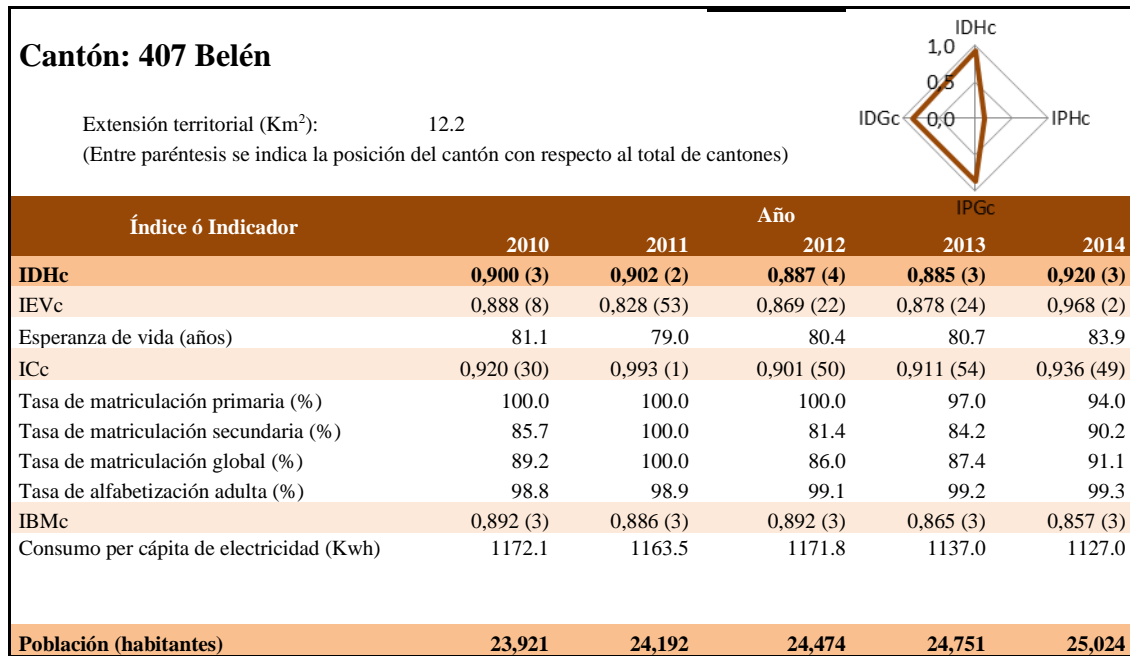 Cantón: 407 Belén
IDHc
1,0
0,5
IDGc 0,0 IPHc
IPGc
Extensión territorial (Km²): 12.2
(Entre paréntesis se indica la posición del cantón con respecto al total de cantones)
Índice ó Indicador Año
2010 2011 2012 2013 2014
IDHc 0,900 (3) 0,902 (2) 0,887 (4) 0,885 (3) 0,920 (3)
IEVc 0,888 (8) 0,828 (53) 0,869 (22) 0,878 (24) 0,968 (2)
Esperanza de vida (años) 81.1 79.0 80.4 80.7 83.9
ICc 0,920 (30) 0,993 (1) 0,901 (50) 0,911 (54) 0,936 (49)
Tasa de matriculación primaria (%) 100.0 100.0 100.0 97.0 94.0
Tasa de matriculación secundaria (%) 85.7 100.0 81.4 84.2 90.2
Tasa de matriculación global (%) 89.2 100.0 86.0 87.4 91.1
Tasa de alfabetización adulta (%) 98.8 98.9 99.1 99.2 99.3
IBMc 0,892 (3) 0,886 (3) 0,892 (3) 0,865 (3) 0,857 (3)
Consumo per cápita de electricidad (Kwh) 1172.1 1163.5 1171.8 1137.0 1127.0
Población (habitantes) 23,921 24,192 24,474 24,751 25,024